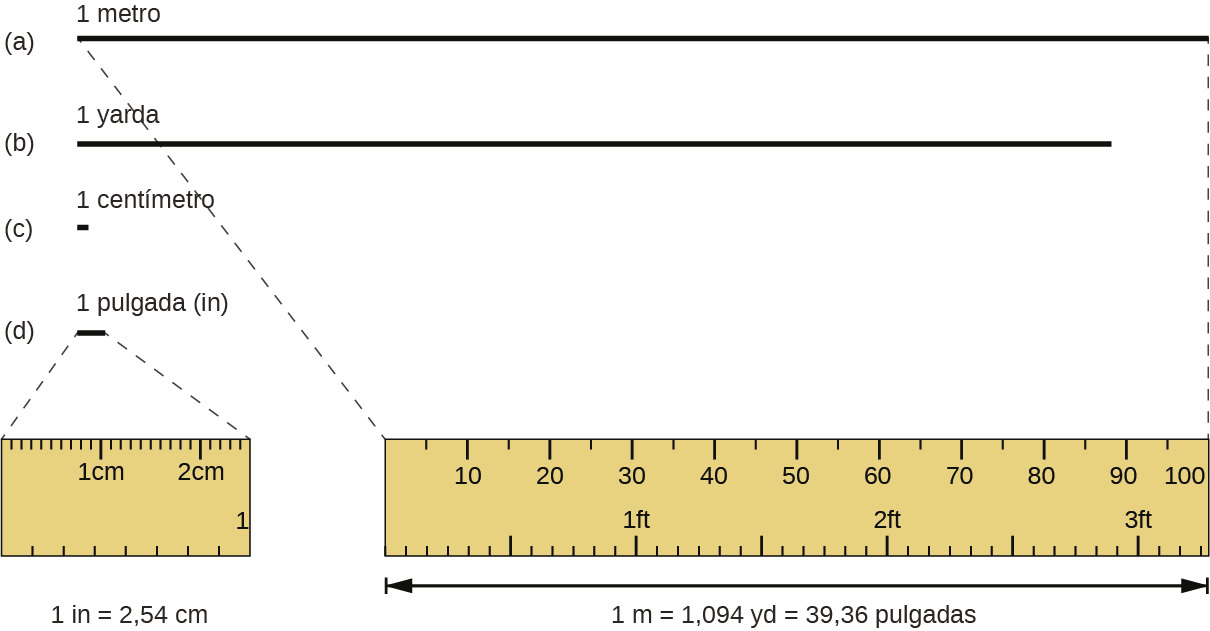 1 metro
(a)
1 yarda
(b)
1 centímetro
(c)
1 pulgada (in)
(d)
1cm 2cm
1
10 20 30 40 50 60 70 80 90 100
1ft 2ft 3ft
1 in = 2,54 cm
1 m = 1,094 yd = 39,36 pulgadas